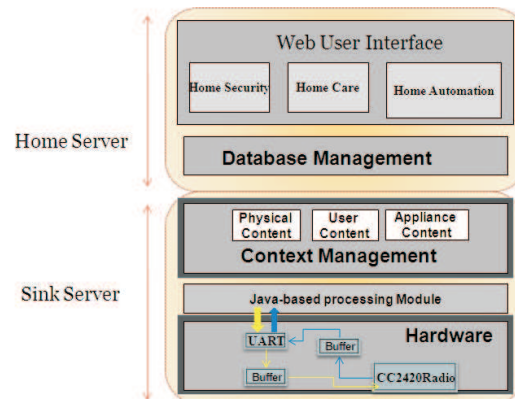 Web User Interface
Home Security
Home Care
Home Automation
Home Server
Database Management
Physical
Content
User
Content
Appliance
Content
Context Management
Sink Server
Java-based processing Module
Hardware
UART
Buffer
Buffer
CC2420Radio